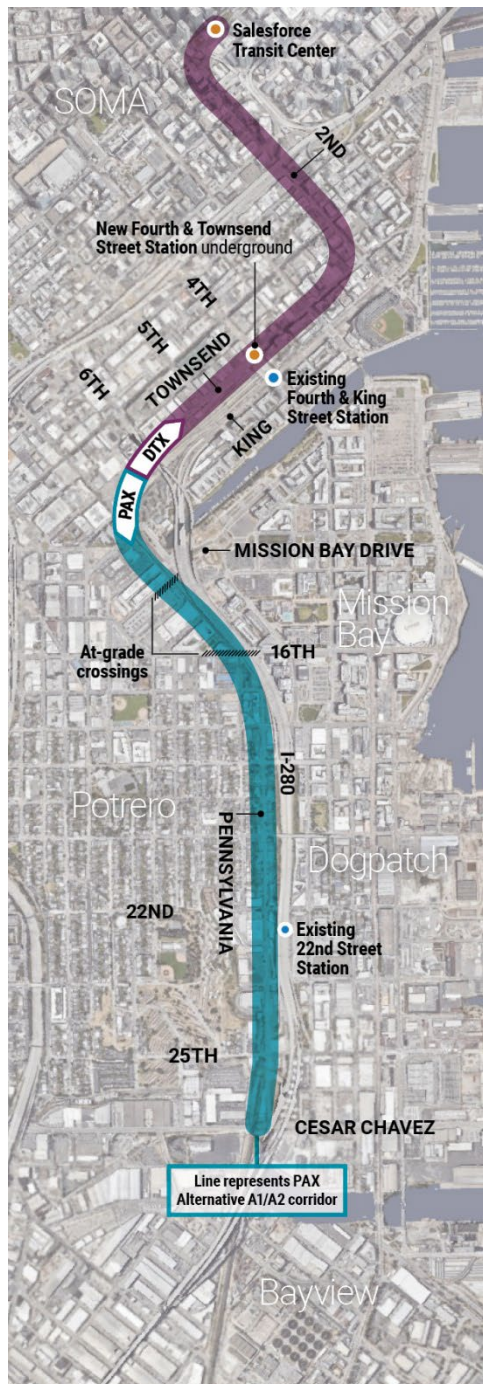 Salesforce
Transit Center
SOMA
2ND
New Fourth & Townsend
Street Station underground
4TH
5TH
6TH
TOWNSEND
Existing
Fourth & King
Street Station
KING
DTX
PAX
MISSION BAY DRIVE
Mission
Bay
At-grade
crossings
16TH
I-280
Potrero
PENNSYLVANIA
Dogpatch
22ND
Existing
22nd Street
Station
25TH
CESAR CHAVEZ
Line represents PAX
Alternative A1/A2 corridor
Bayview